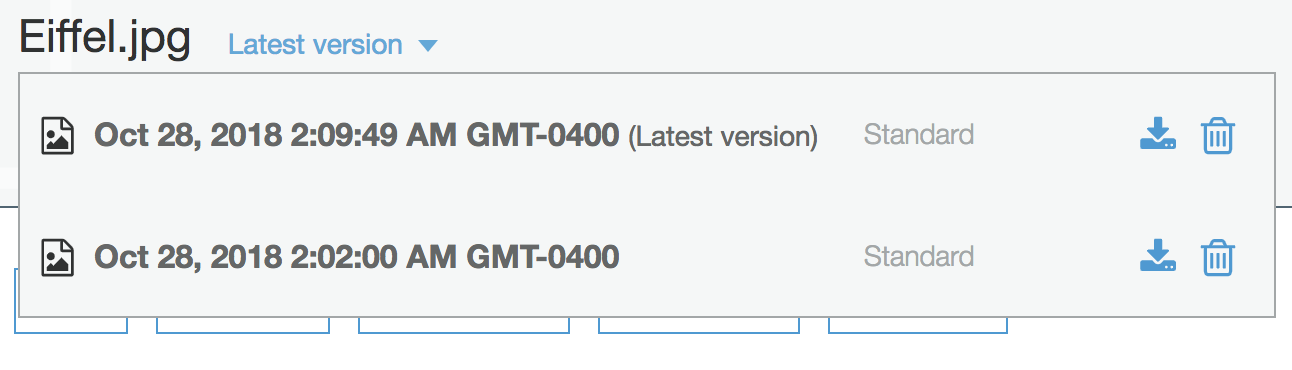 Eiffel.jpg Latest version
Oct 28, 2018 2:09:49 AM GMT-0400 (Latest version) Standard
Oct 28, 2018 2:02:00 AM GMT-0400 Standard